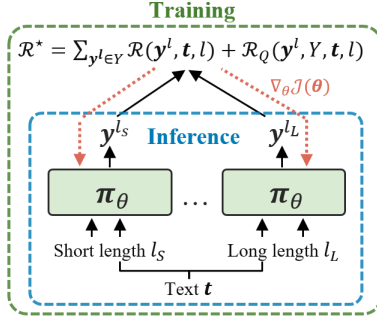 Training
𝓡⋆ = ∑_{𝒚^l∈Y} 𝓡(𝒚^l, 𝒕, l) + 𝓡_Q(𝒚^l, Y, 𝒕, l)
∇_θ 𝒥(𝜽)
𝒚^{l_S} Inference 𝒚^{l_L}
𝝅_θ ... 𝝅_θ
Short length l_S Long length l_L
Text 𝒕